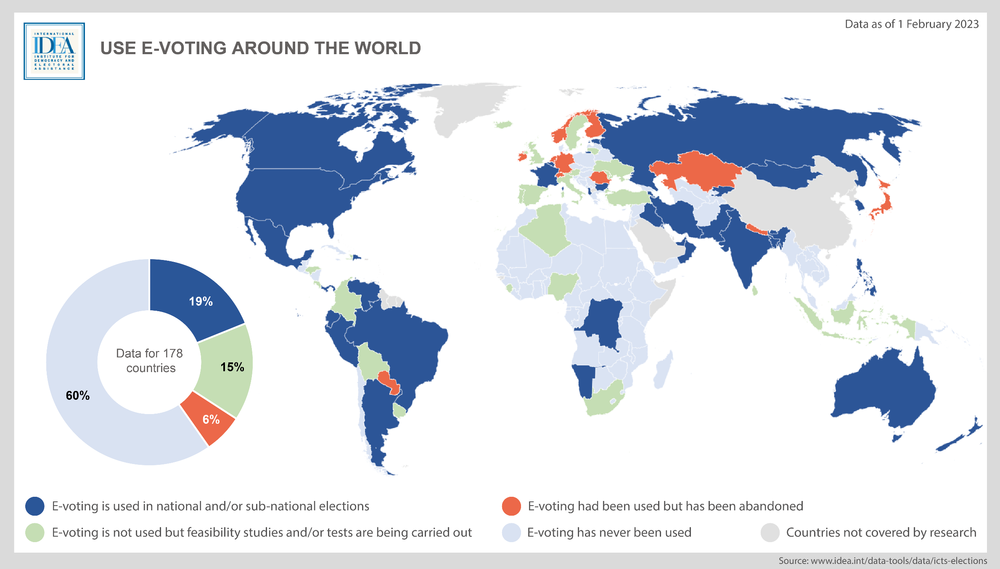 Data as of 1 February 2023
INTERNATIONAL
IDEA
INSTITUTE FOR
DEMOCRACY AND
ELECTORAL
ASSISTANCE
USE E-VOTING AROUND THE WORLD
19%
15%
6%
60%
Data for 178
countries
E-voting is used in national and/or sub-national elections
E-voting had been used but has been abandoned
E-voting is not used but feasibility studies and/or tests are being carried out
E-voting has never been used
Countries not covered by research
Source: www.idea.int/data-tools/data/icts-elections